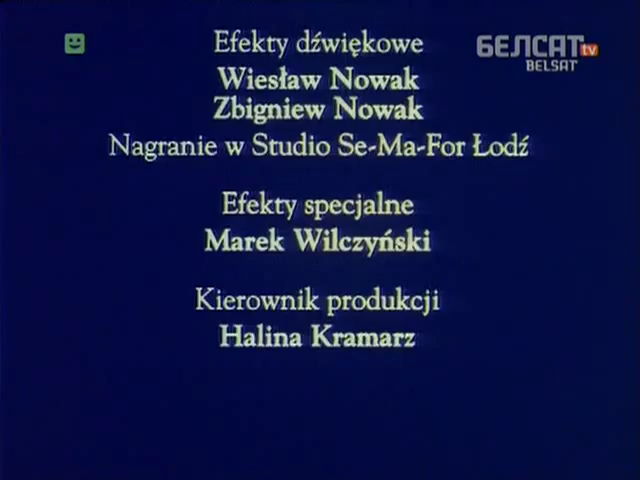 Efekty dźwiękowe
БЕЛСАТ tv
BELSAT
Wiesław Nowak
Zbigniew Nowak
Nagranie w Studio Se-Ma-For Łodź
Efekty specjalne
Marek Wilczyński
Kierownik produkcji
Halina Kramarz